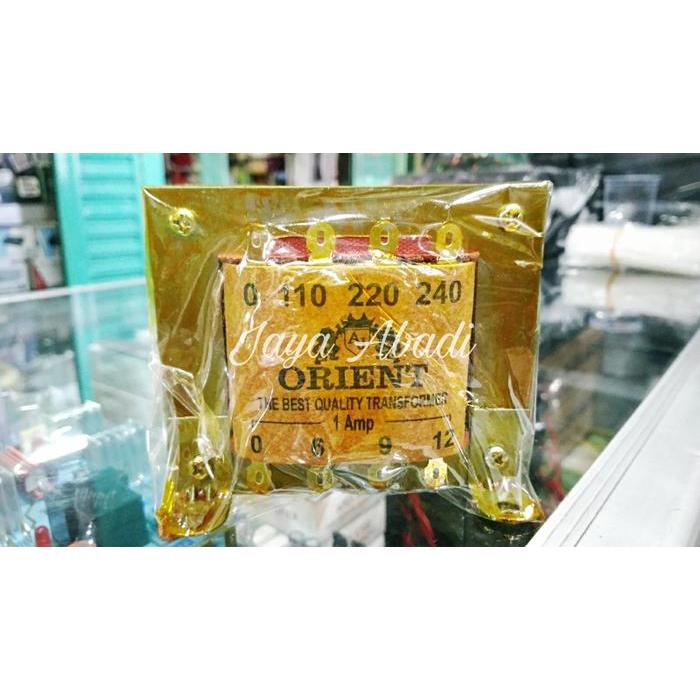 0 110 220 240
Jaya Abadi
ORIENT
THE BEST QUALITY TRANSFORMER
1 Amp
0 6 9 12